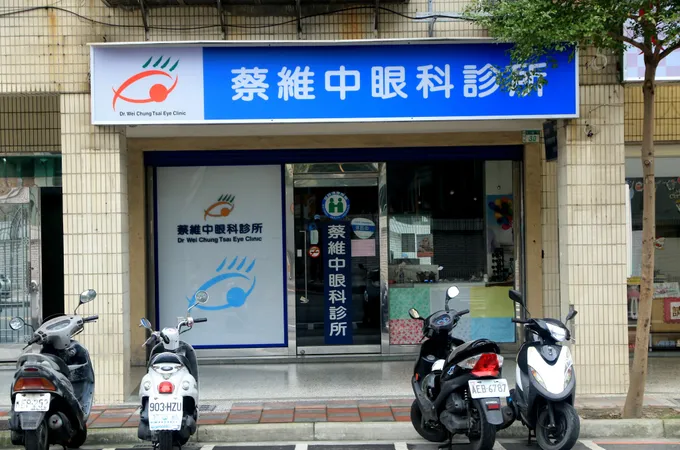 蔡維中眼科診所
Dr. Wei Chung Tsai Eye Clinic
蔡維中眼科診所
Dr Wei Chung Tsai Eye Clinic
蔡維中眼科診所
903·HZU
AEB·6787